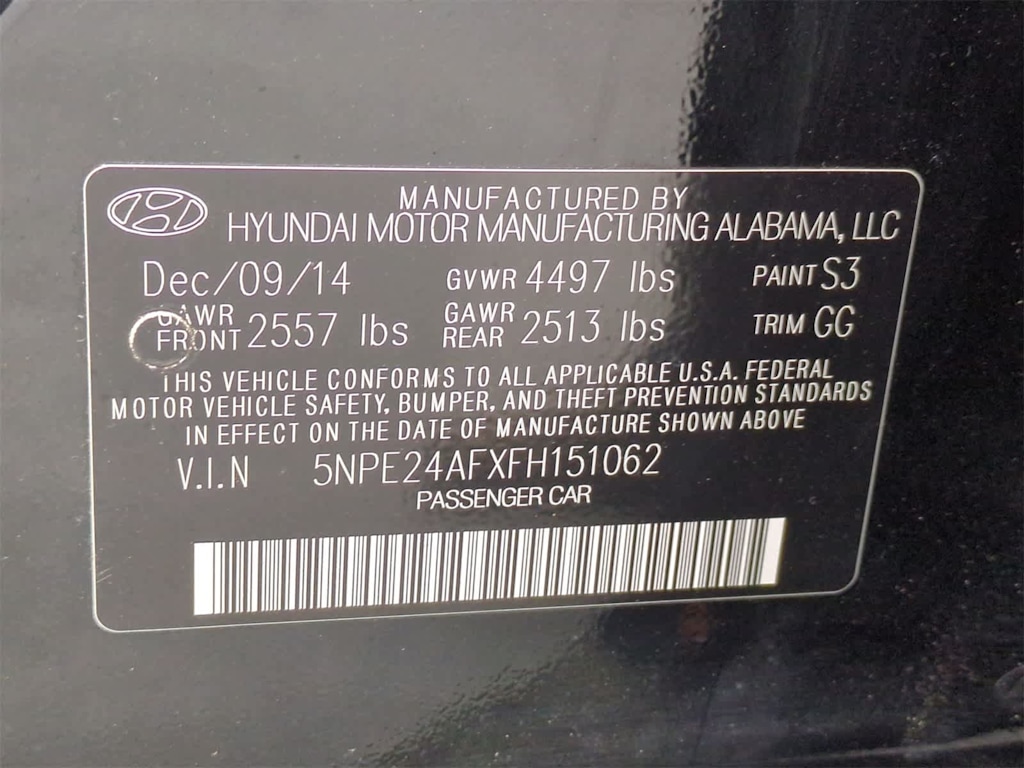 MANUFACTURED BY
HYUNDAI MOTOR MANUFACTURING ALABAMA, LLC
Dec/09/14 GVWR 4497 lbs PAINT S3
GAWR FRONT 2557 lbs GAWR REAR 2513 lbs TRIM GG
THIS VEHICLE CONFORMS TO ALL APPLICABLE U.S.A. FEDERAL
MOTOR VEHICLE SAFETY, BUMPER, AND THEFT PREVENTION STANDARDS
IN EFFECT ON THE DATE OF MANUFACTURE SHOWN ABOVE
V.I.N 5NPE24AFXFH151062
PASSENGER CAR